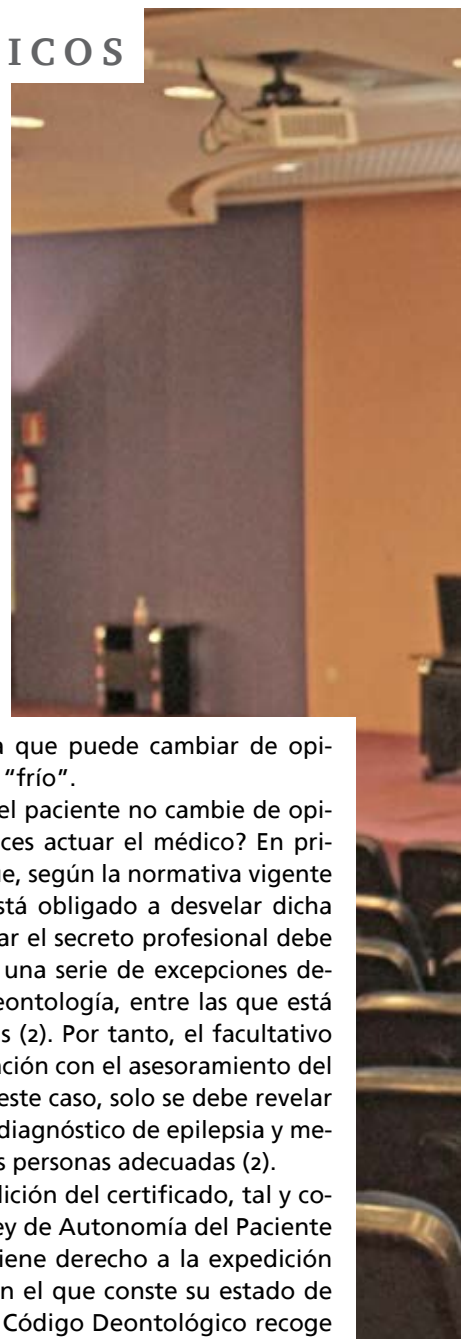 ICOS
que puede cambiar de opi-
"frío".
el paciente no cambie de opi-
ces actuar el médico? En pri-
ue, según la normativa vigente
stá obligado a desvelar dicha
ar el secreto profesional debe
una serie de excepciones de-
eontología, entre las que está
s (2). Por tanto, el facultativo
ación con el asesoramiento del
este caso, solo se debe revelar
diagnóstico de epilepsia y me-
s personas adecuadas (2).
dición del certificado, tal y co-
ey de Autonomía del Paciente
tiene derecho a la expedición
n el que conste su estado de
Código Deontológico recoge